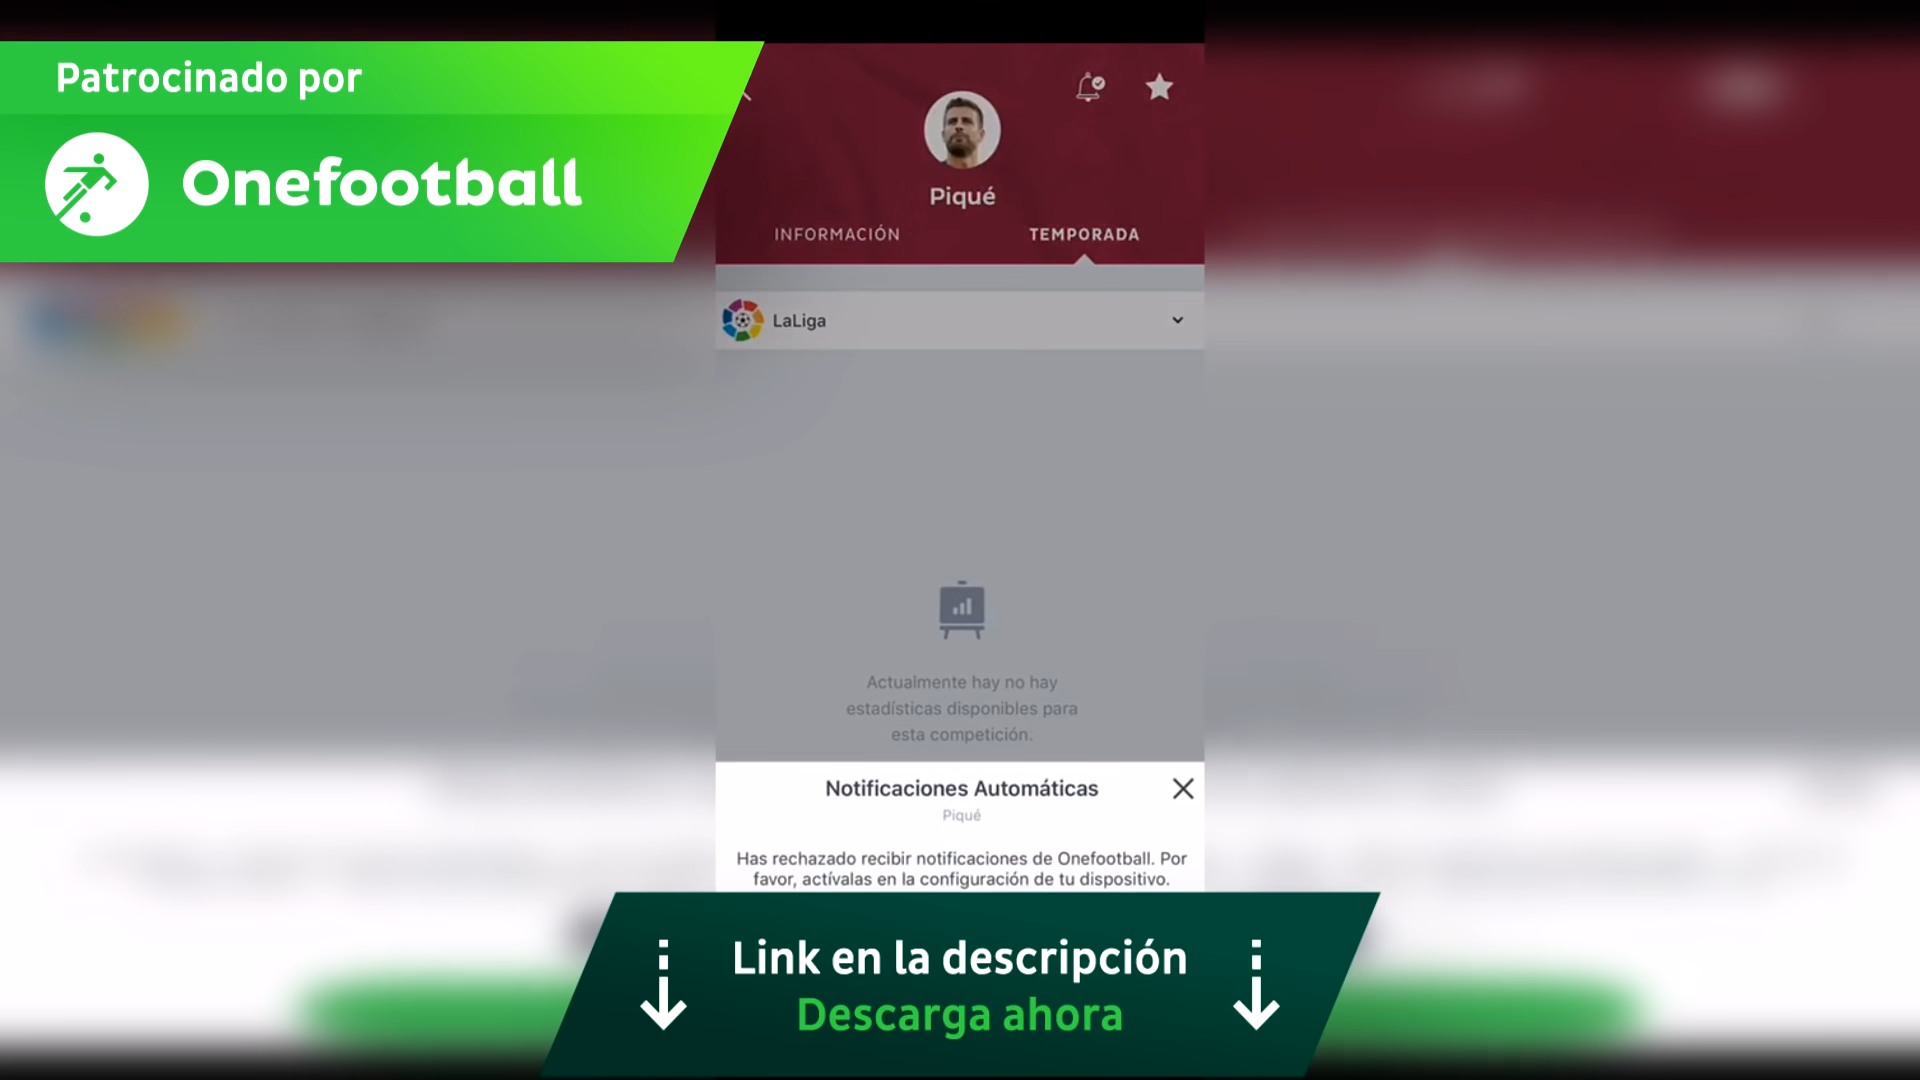 Patrocinado por
Onefootball
Piqué
INFORMACIÓN
TEMPORADA
LaLiga
Actualmente hay no hay
estadísticas disponibles para
esta competición.
Notificaciones Automáticas
Piqué
Has rechazado recibir notificaciones de Onefootball. Por
favor, actívalas en la configuración de tu dispositivo.
Link en la descripción
Descarga ahora